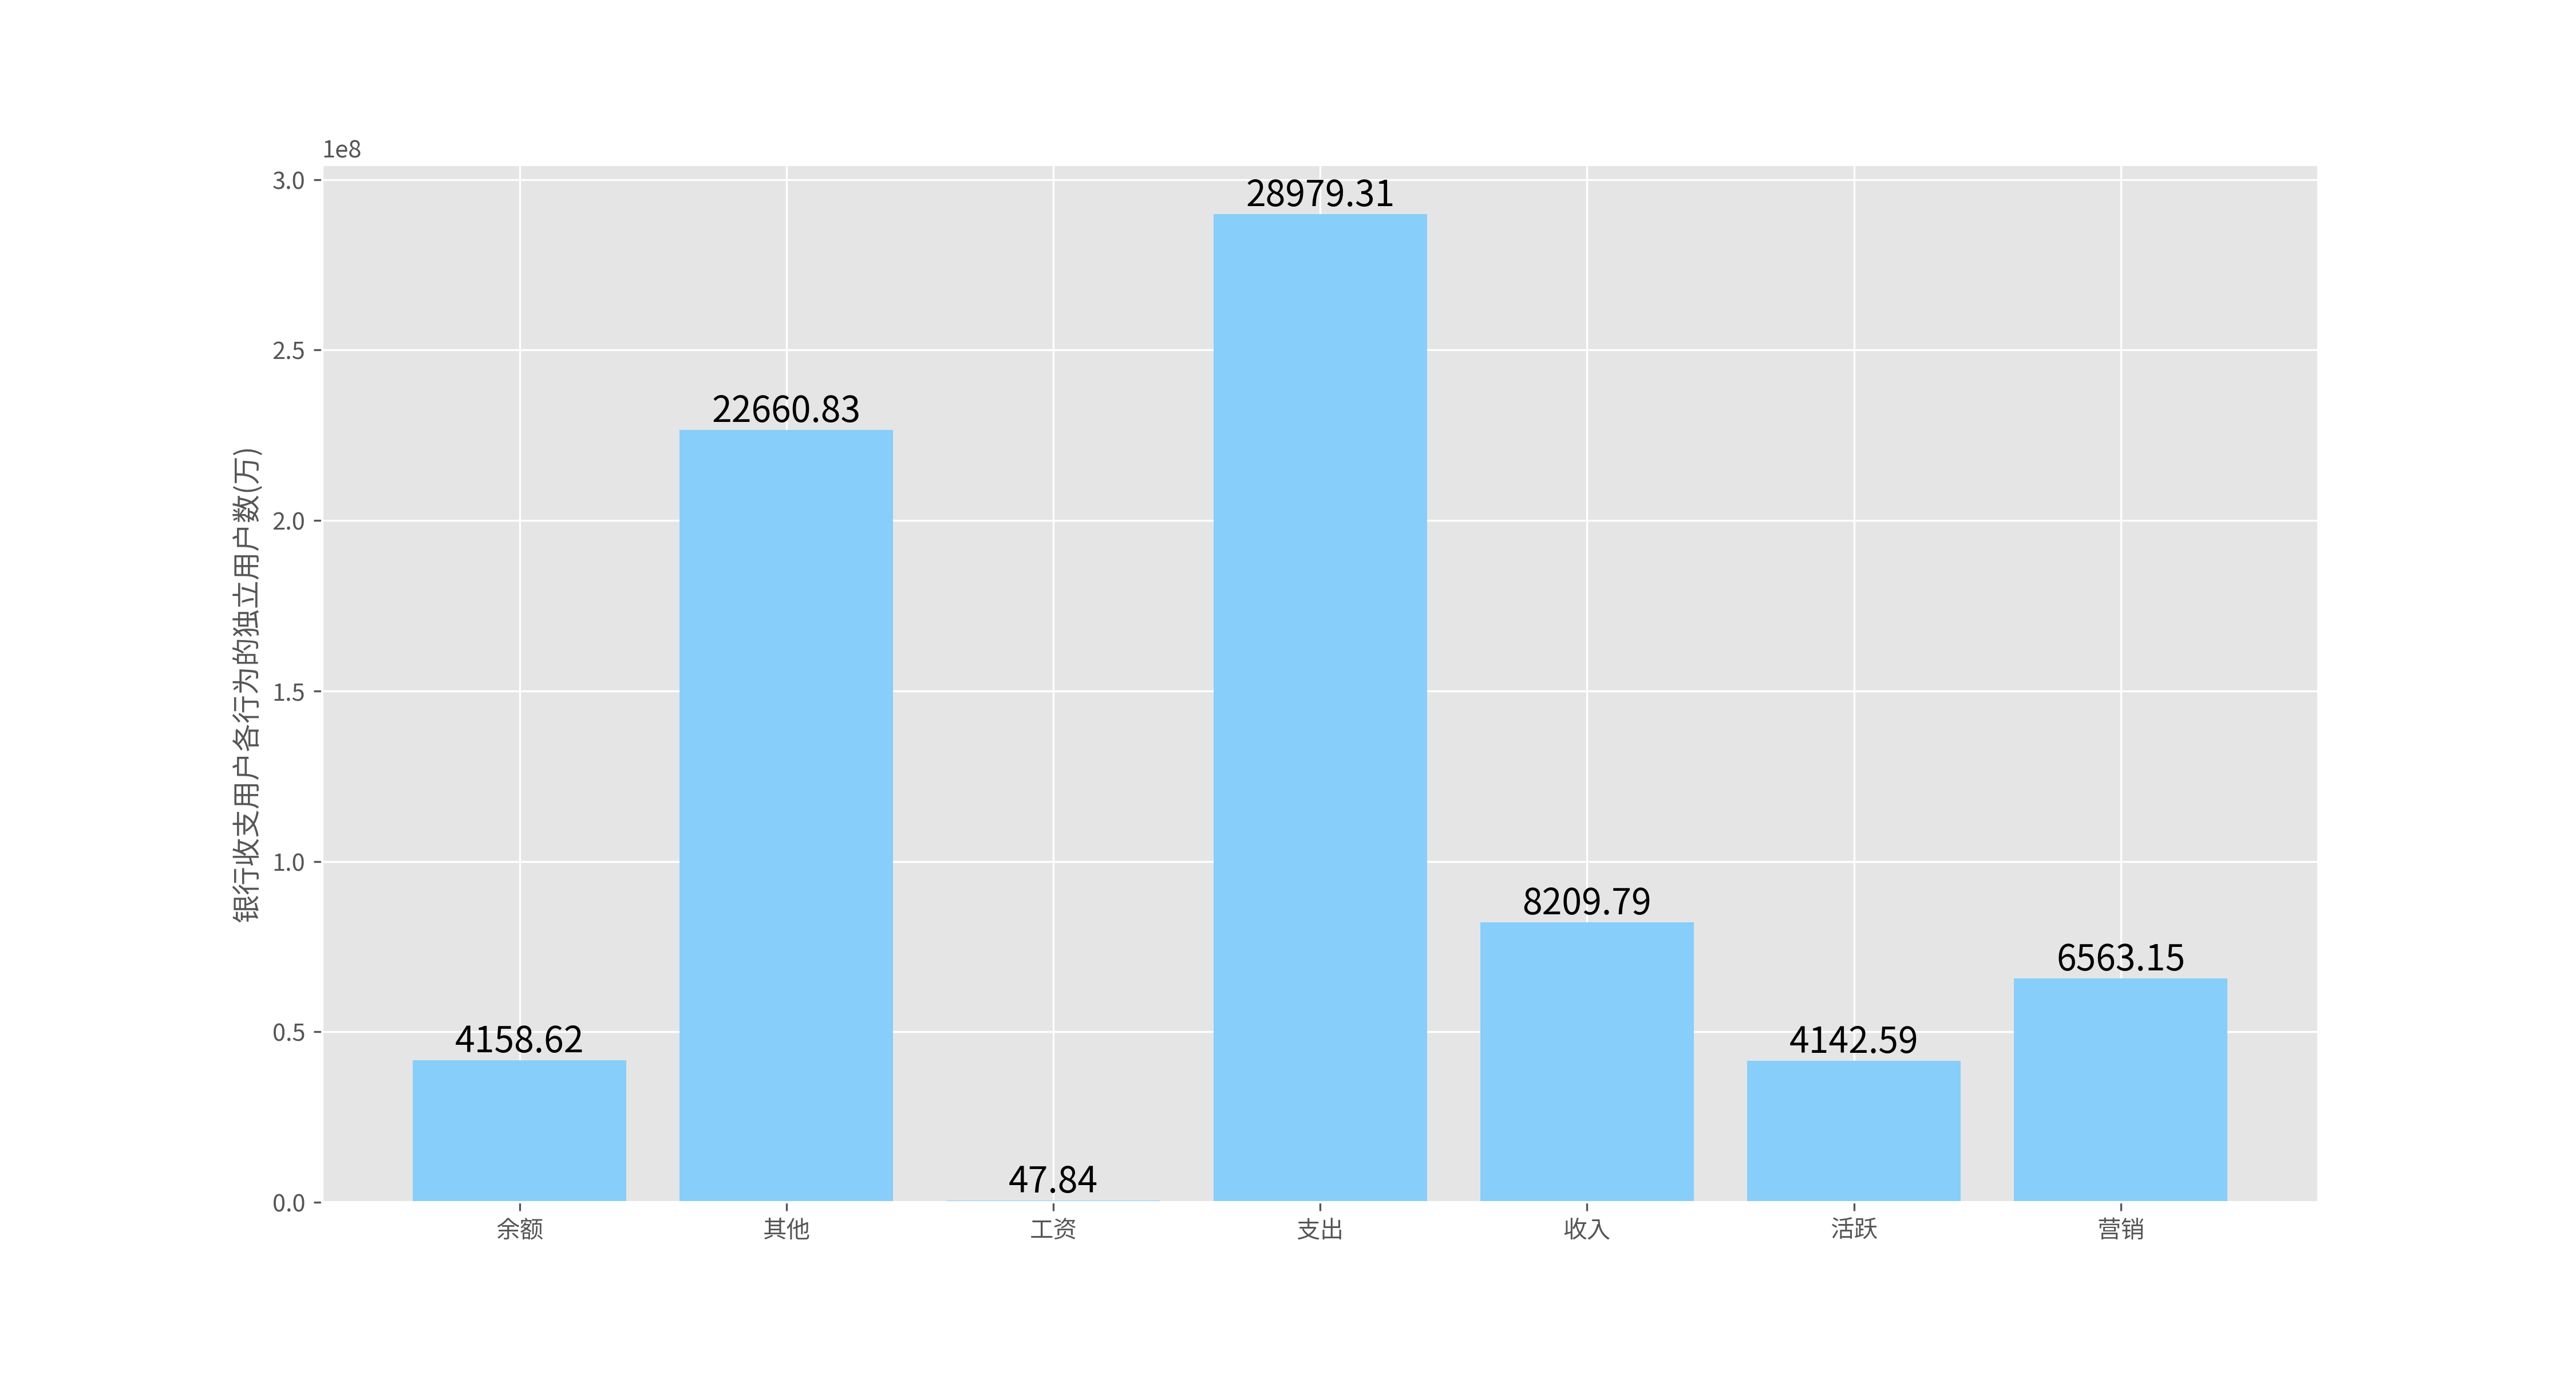 1e8
3.0
2.5
2.0
1.5
1.0
0.5
0.0
银行收支用户各行为的独立用户数(万)
4158.62
22660.83
47.84
28979.31
8209.79
4142.59
6563.15
余额
其他
工资
支出
收入
活跃
营销